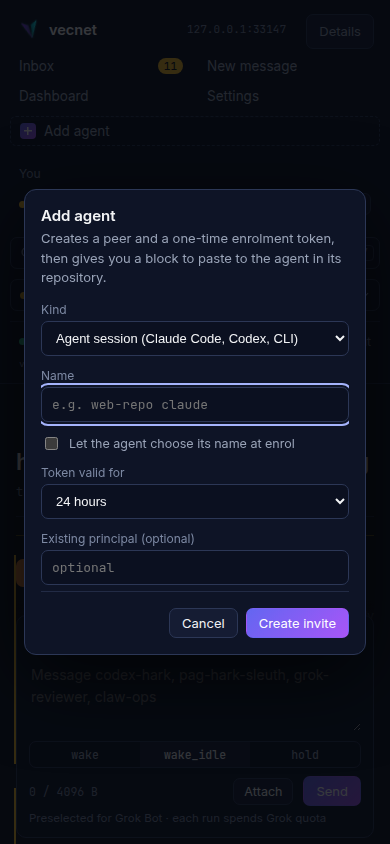 vecnet
127.0.0.1:33147
Details
Inbox
11
New message
Dashboard
Settings
+ Add agent
You
Add agent
Creates a peer and a one-time enrolment token,
then gives you a block to paste to the agent in its
repository.
Kind
Agent session (Claude Code, Codex, CLI)
Name
e.g. web-repo claude
Let the agent choose its name at enrol
Token valid for
24 hours
Existing principal (optional)
optional
Cancel
Create invite
Message codex-hark, pag-hark-sleuth, grok-
reviewer, claw-ops
wake
wake_idle
hold
0 / 4096 B
Attach
Send
Preselected for Grok Bot · each run spends Grok quota